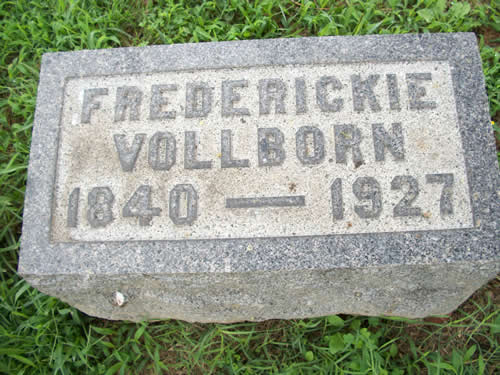 FREDERICKIE
VOLLBORN
1840 — 1927